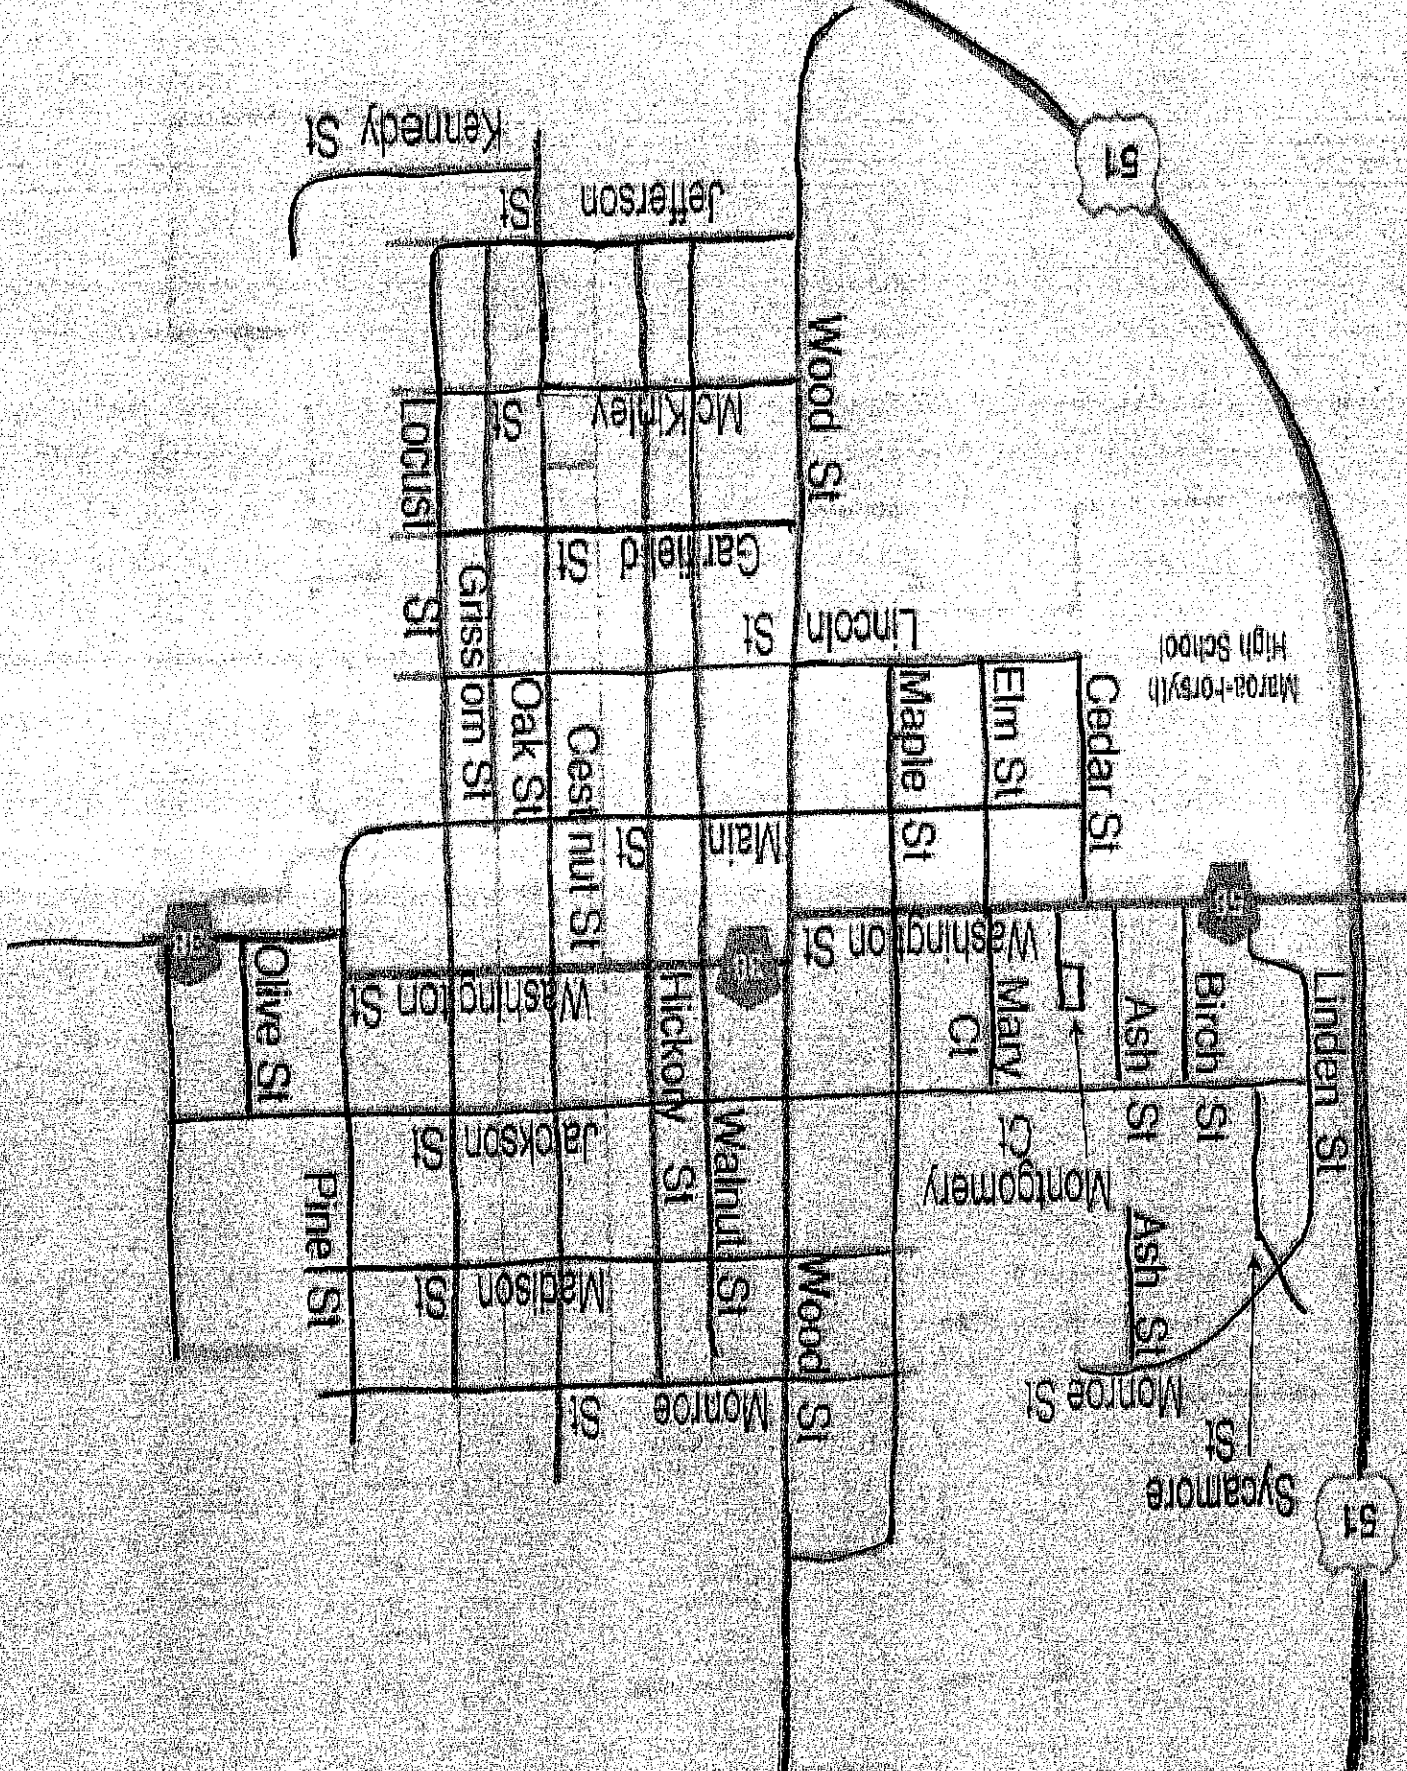 51
Kennedy St
Jefferson St
Wood St
Mc Kinley St
Locust St
Garfield St
Grissom St
Lincoln St
Maroa-Forsyth
High School
Oak St
Cestnut St
Maple St
Elm St
Cedar St
Main St
Washington St
Washington St
Olive St
Hickory St
Mary
Ct
Ash St
Birch St
Linden St
Jackson St
Walnut St
Pine St
Montgomery
Ct
Ash St
Madison St
Wood St
Monroe St
Monroe St
Sycamore
St
51